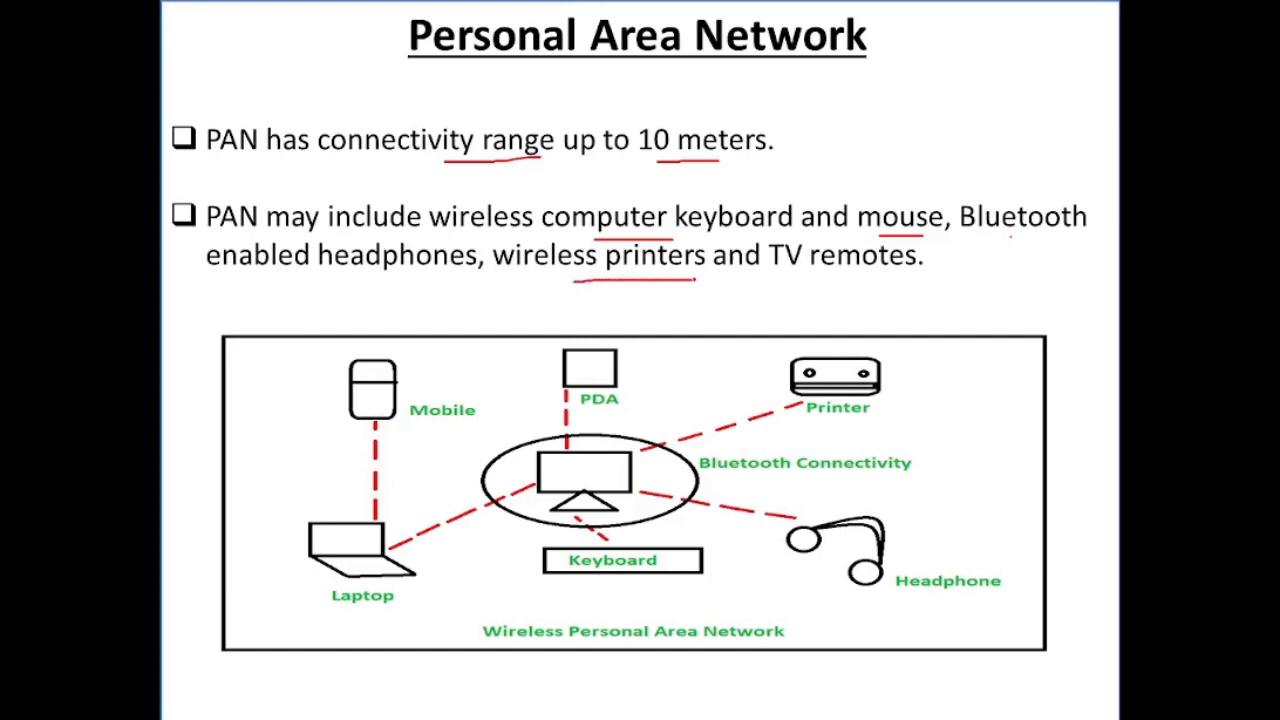 Personal Area Network
❑ PAN has connectivity range up to 10 meters.
❑ PAN may include wireless computer keyboard and mouse, Bluetooth
enabled headphones, wireless printers and TV remotes.
PDA
Mobile
Printer
Bluetooth Connectivity
Keyboard
Headphone
Laptop
Wireless Personal Area Network